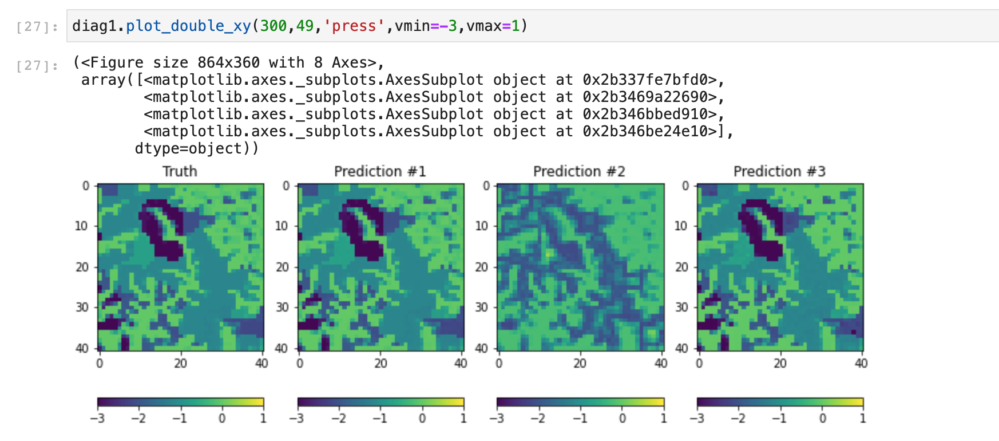 [27]: diag1.plot_double_xy(300,49,'press',vmin=-3,vmax=1)
[27]: (<Figure size 864x360 with 8 Axes>,
array([<matplotlib.axes._subplots.AxesSubplot object at 0x2b337fe7bfd0>,
<matplotlib.axes._subplots.AxesSubplot object at 0x2b3469a22690>,
<matplotlib.axes._subplots.AxesSubplot object at 0x2b346bbed910>,
<matplotlib.axes._subplots.AxesSubplot object at 0x2b346be24e10>],
dtype=object))
Truth Prediction #1 Prediction #2 Prediction #3
0 0 0 0
10 10 10 10
20 20 20 20
30 30 30 30
40 40 40 40
0 20 40 0 20 40 0 20 40 0 20 40
−3 −2 −1 0 1 −3 −2 −1 0 1 −3 −2 −1 0 1 −3 −2 −1 0 1